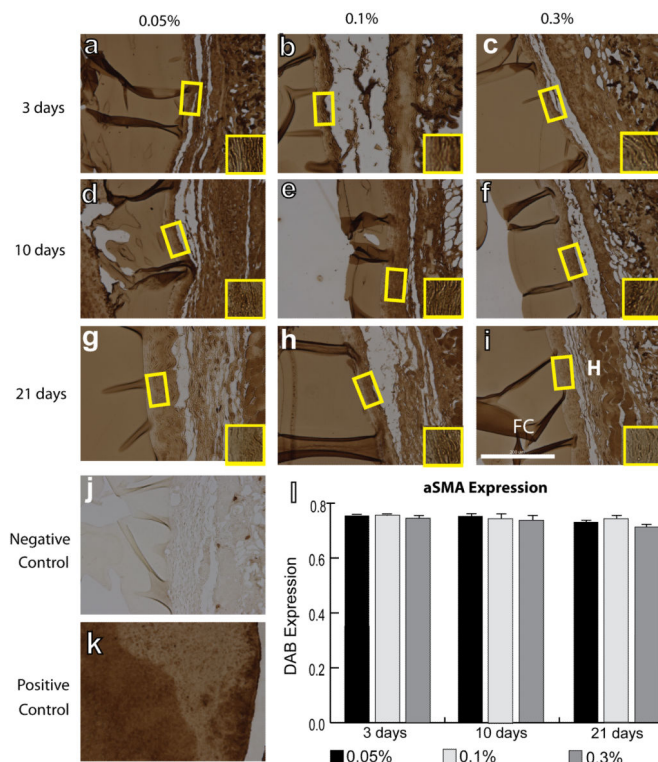 0.05%
0.1%
0.3%
3 days
a
b
c
10 days
d
e
f
21 days
g
h
i
H
FC
Negative
Control
j
Positive
Control
k
l
aSMA Expression
DAB Expression
0.8
0.4
0.2
0.0
3 days
10 days
21 days
0.05%
0.1%
0.3%